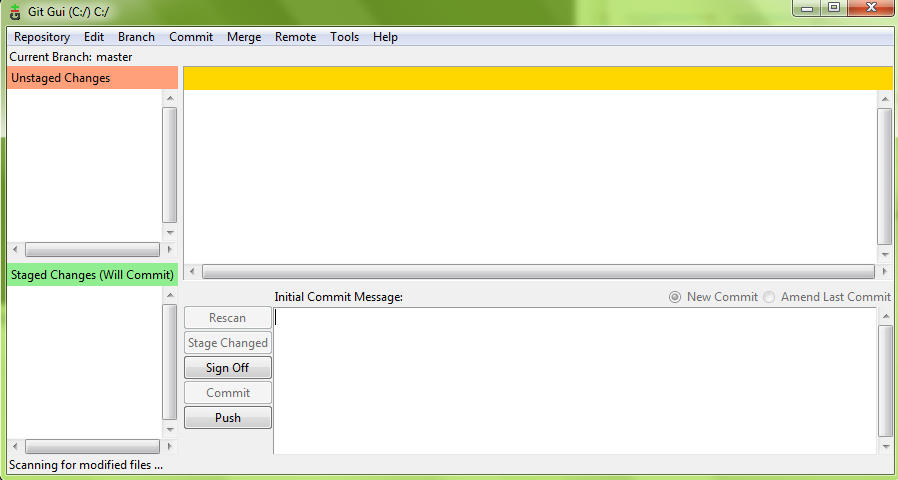 Git Gui (C:/) C:/
Repository Edit Branch Commit Merge Remote Tools Help
Current Branch: master
Unstaged Changes
Staged Changes (Will Commit)
Initial Commit Message:
New Commit
Amend Last Commit
Rescan
Stage Changed
Sign Off
Commit
Push
Scanning for modified files ...